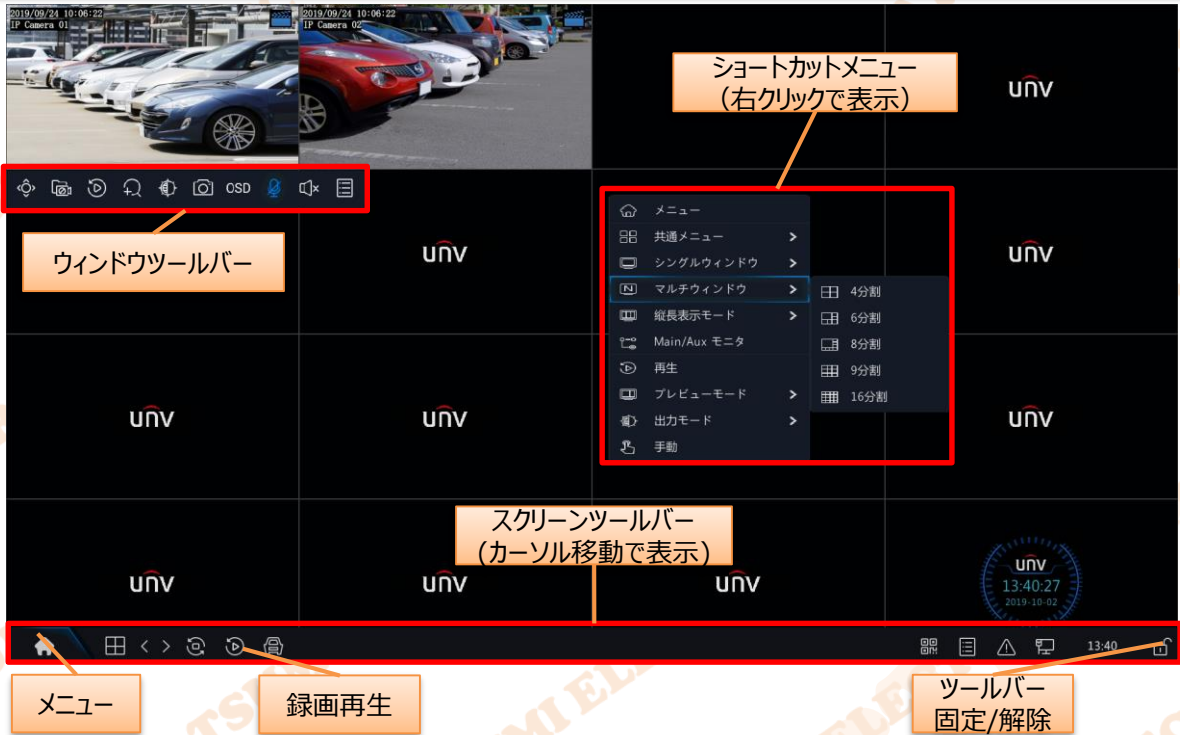 2019/09/24 10:06:22
IP Camera 01
2019/09/24 10:06:22
IP Camera 02
ショートカットメニュー
（右クリックで表示）
unv
OSD
ウィンドウツールバー
unv
unv
メニュー
共通メニュー
シングルウィンドウ
マルチウィンドウ
縦長表示モード
Main/Aux モニタ
再生
プレビューモード
出力モード
手動
4分割
6分割
8分割
9分割
16分割
unv
unv
unv
スクリーンツールバー
(カーソル移動で表示)
unv
unv
unv
unv
13:40:27
2019-10-02
13:40
メニュー
録画再生
ツールバー
固定/解除